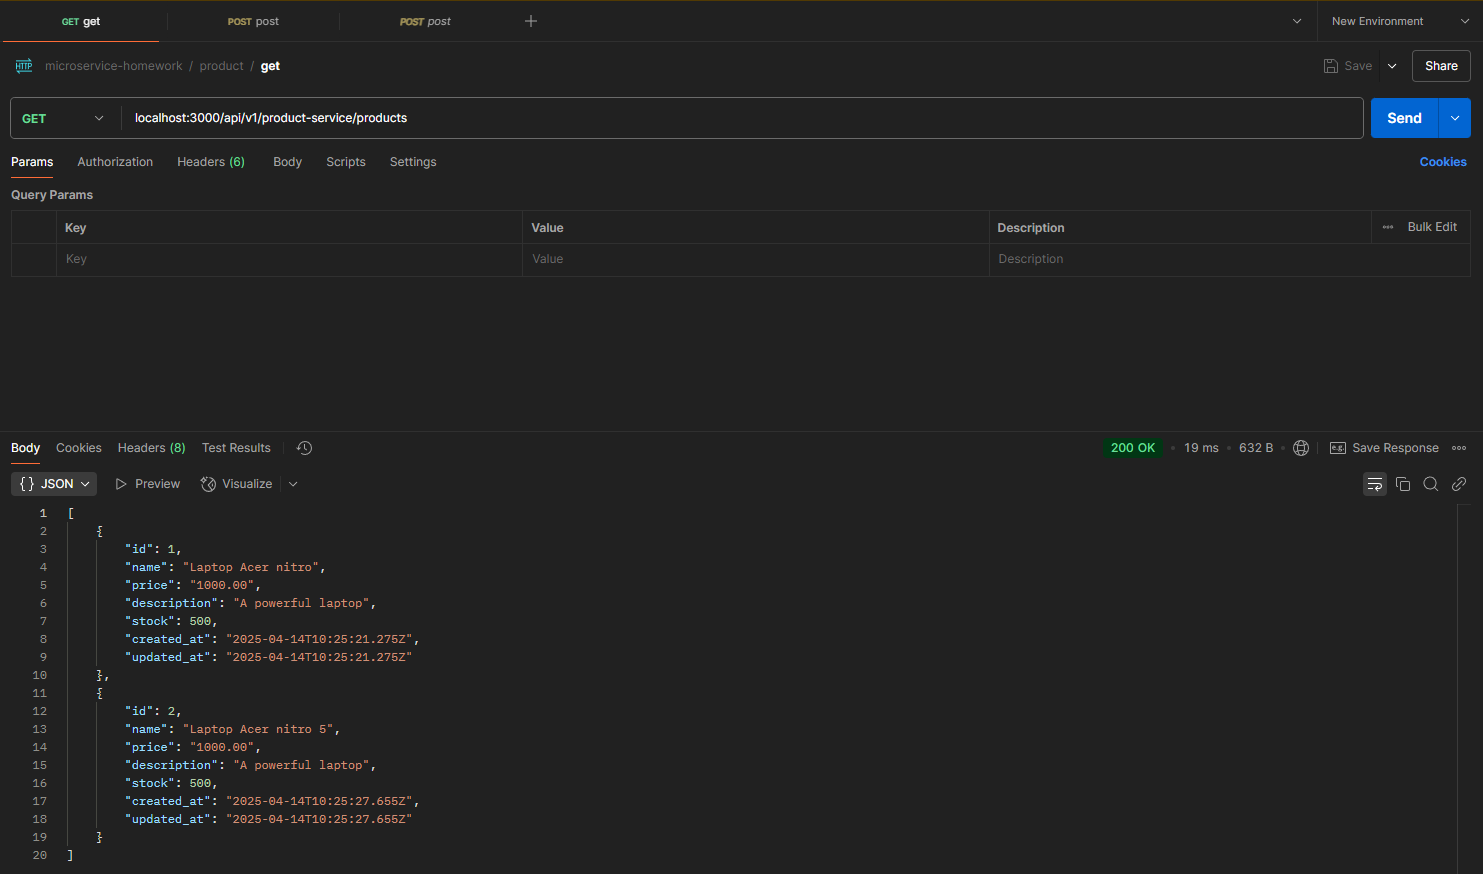 GET get POST post POST post New Environment
HTTP microservice-homework / product / get Save Share
GET localhost:3000/api/v1/product-service/products Send
Params Authorization Headers (6) Body Scripts Settings Cookies
Query Params
Key Value Description Bulk Edit
Key Value Description
Body Cookies Headers (8) Test Results 200 OK 19 ms 632 B e.g. Save Response
{} JSON Preview Visualize
1 [
2 {
3 "id": 1,
4 "name": "Laptop Acer nitro",
5 "price": "1000.00",
6 "description": "A powerful laptop",
7 "stock": 500,
8 "created_at": "2025-04-14T10:25:21.275Z",
9 "updated_at": "2025-04-14T10:25:21.275Z"
10 },
11 {
12 "id": 2,
13 "name": "Laptop Acer nitro 5",
14 "price": "1000.00",
15 "description": "A powerful laptop",
16 "stock": 500,
17 "created_at": "2025-04-14T10:25:27.655Z",
18 "updated_at": "2025-04-14T10:25:27.655Z"
19 }
20 ]